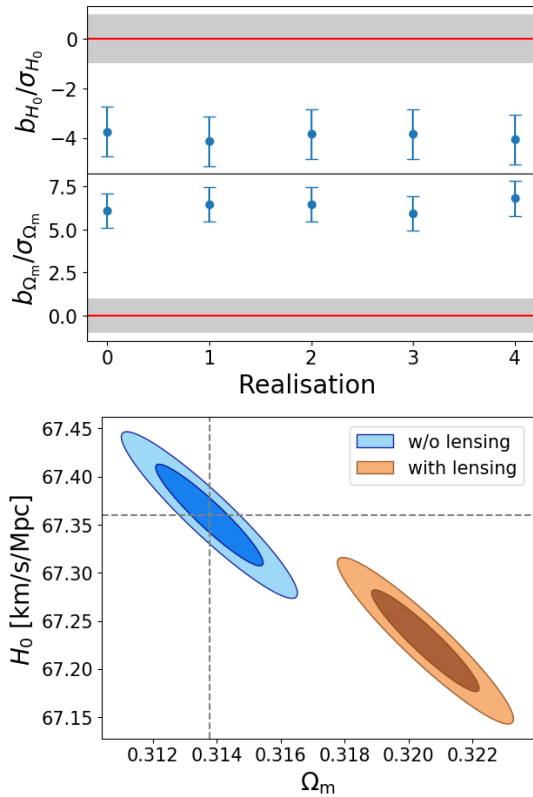 0
−2
−4
b_{H_0}/σ_{H_0}
7.5
5.0
2.5
0.0
b_{Ω_m}/σ_{Ω_m}
0 1 2 3 4
Realisation
67.45
67.40
67.35
67.30
67.25
67.20
67.15
H_0 [km/s/Mpc]
w/o lensing
with lensing
0.312 0.314 0.316 0.318 0.320 0.322
Ω_m